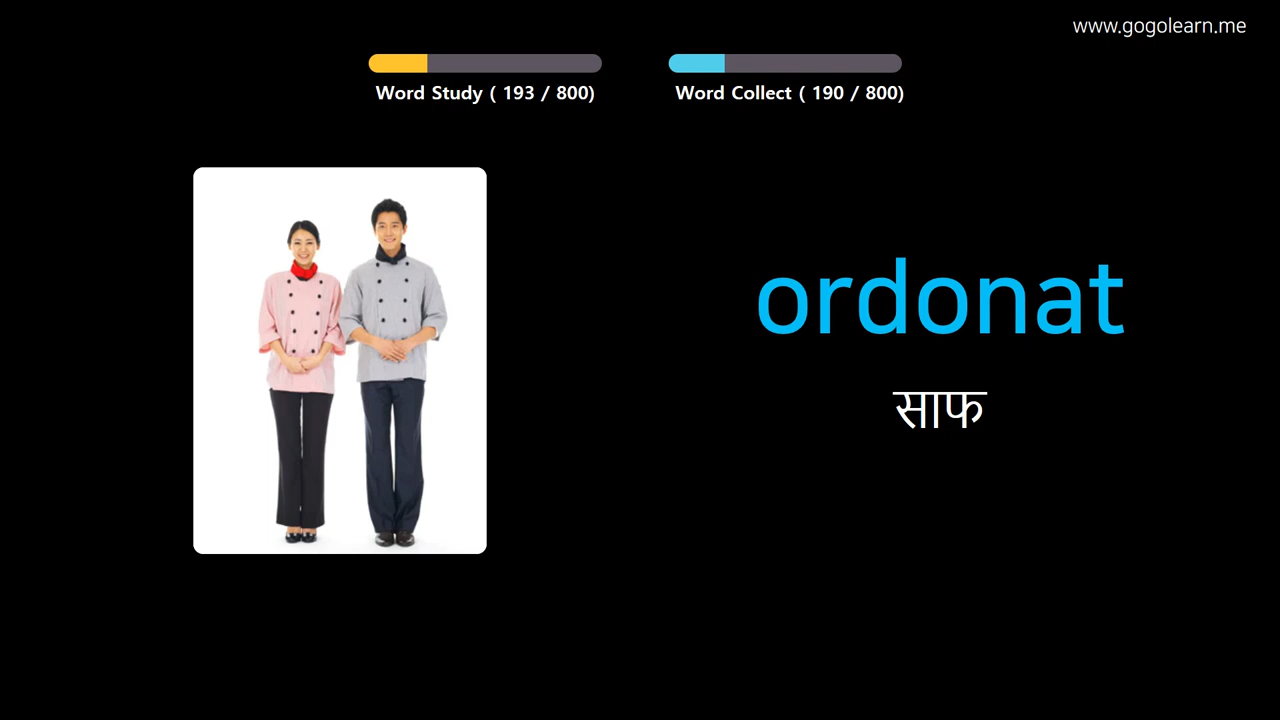 www.gogolearn.me
Word Study ( 193 / 800)
Word Collect ( 190 / 800)
ordonat
साफ